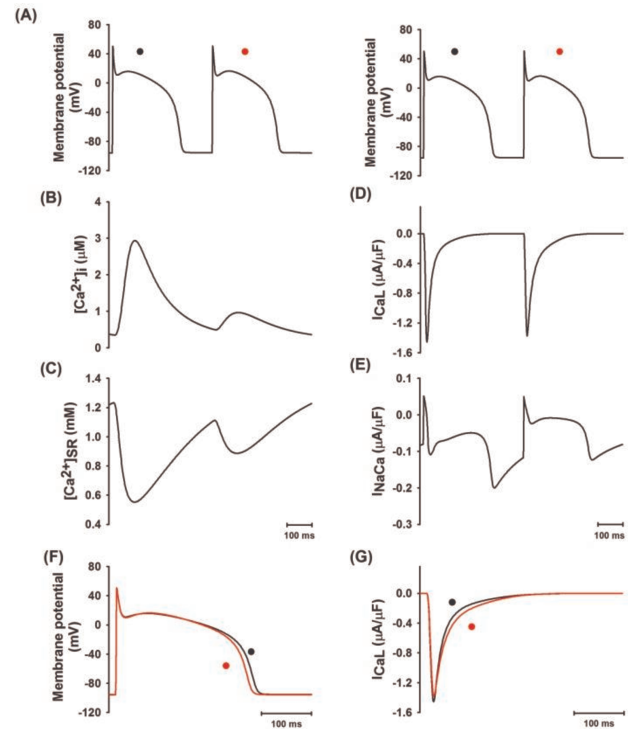 (A)
Membrane potential
(mV)
80
40
0
-40
-80
-120
Membrane potential
(mV)
80
40
0
-40
-80
-120
(B)
[Ca2+]i (µM)
4
3
2
1
0
(D)
ICaL (µA/µF)
0.0
-0.4
-0.8
-1.2
-1.6
(C)
[Ca2+]SR (mM)
1.4
1.2
1.0
0.8
0.6
0.4
100 ms
(E)
INaCa (µA/µF)
0.1
0.0
-0.1
-0.2
-0.3
100 ms
(F)
Membrane potential
(mV)
80
40
0
-40
-80
-120
100 ms
(G)
ICaL (µA/µF)
0.0
-0.4
-0.8
-1.2
-1.6
100 ms